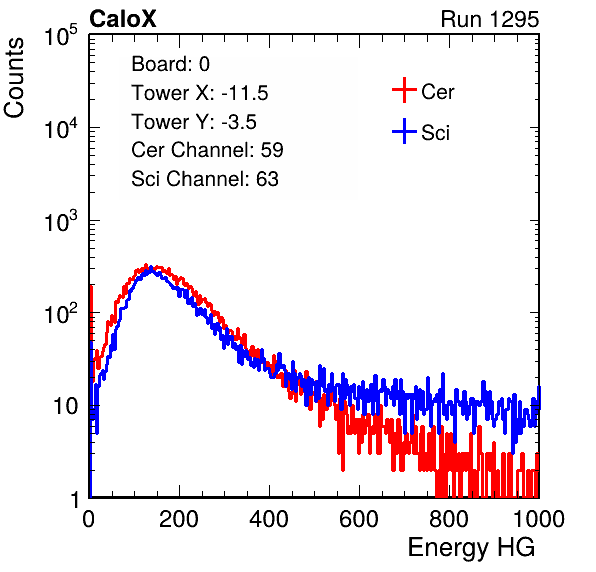 CaloX Run 1295
Counts
Board: 0
Tower X: -11.5
Tower Y: -3.5
Cer Channel: 59
Sci Channel: 63
Cer
Sci
10^5
10^4
10^3
10^2
10
1
0 200 400 600 800 1000
Energy HG